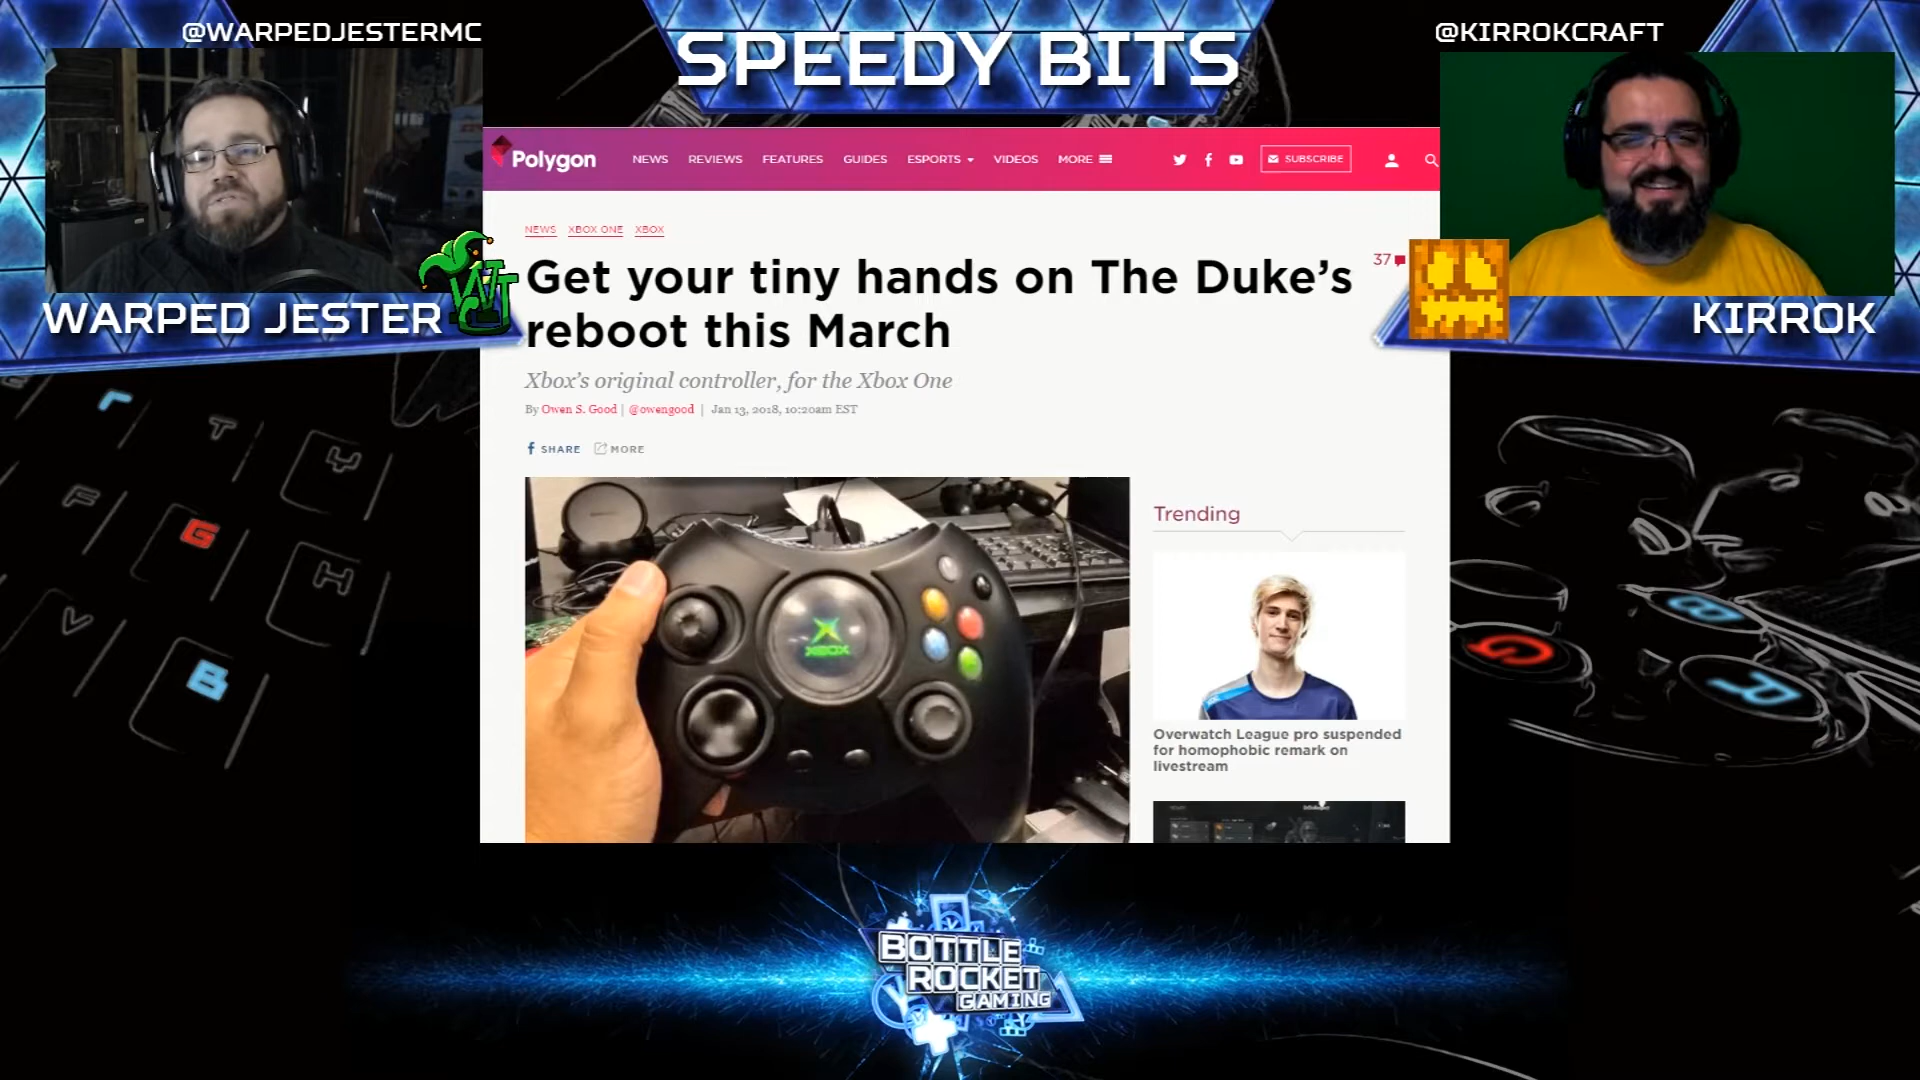 @WARPEDJESTERMC
SPEEDY BITS
@KIRROKCRAFT
Polygon
NEWS REVIEWS FEATURES GUIDES ESPORTS VIDEOS MORE
SUBSCRIBE
NEWS XBOX ONE XBOX
Get your tiny hands on The Duke’s
reboot this March
37
Xbox’s original controller, for the Xbox One
By Owen S. Good | @owengood | Jan 13, 2018, 10:20am EST
SHARE MORE
WARPED JESTER
WJ
KIRROK
XBOX
Trending
Overwatch League pro suspended
for homophobic remark on
livestream
T Y
F G H
V B
B
G
R
BOTTLE
ROCKET
GAMING